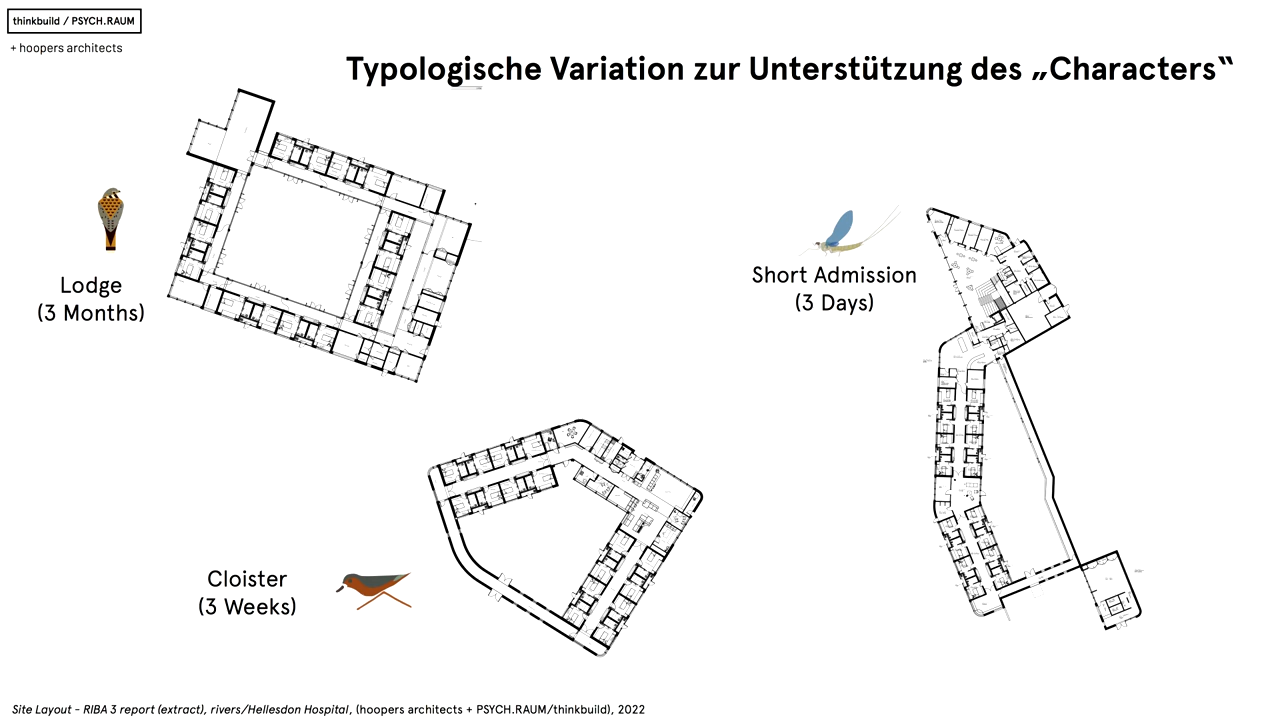 thinkbuild / PSYCH.RAUM
+ hoopers architects
Typologische Variation zur Unterstützung des „Characters“
Lodge
(3 Months)
Short Admission
(3 Days)
Cloister
(3 Weeks)
Site Layout - RIBA 3 report (extract), rivers/Hellesdon Hospital, (hoopers architects + PSYCH.RAUM/thinkbuild), 2022